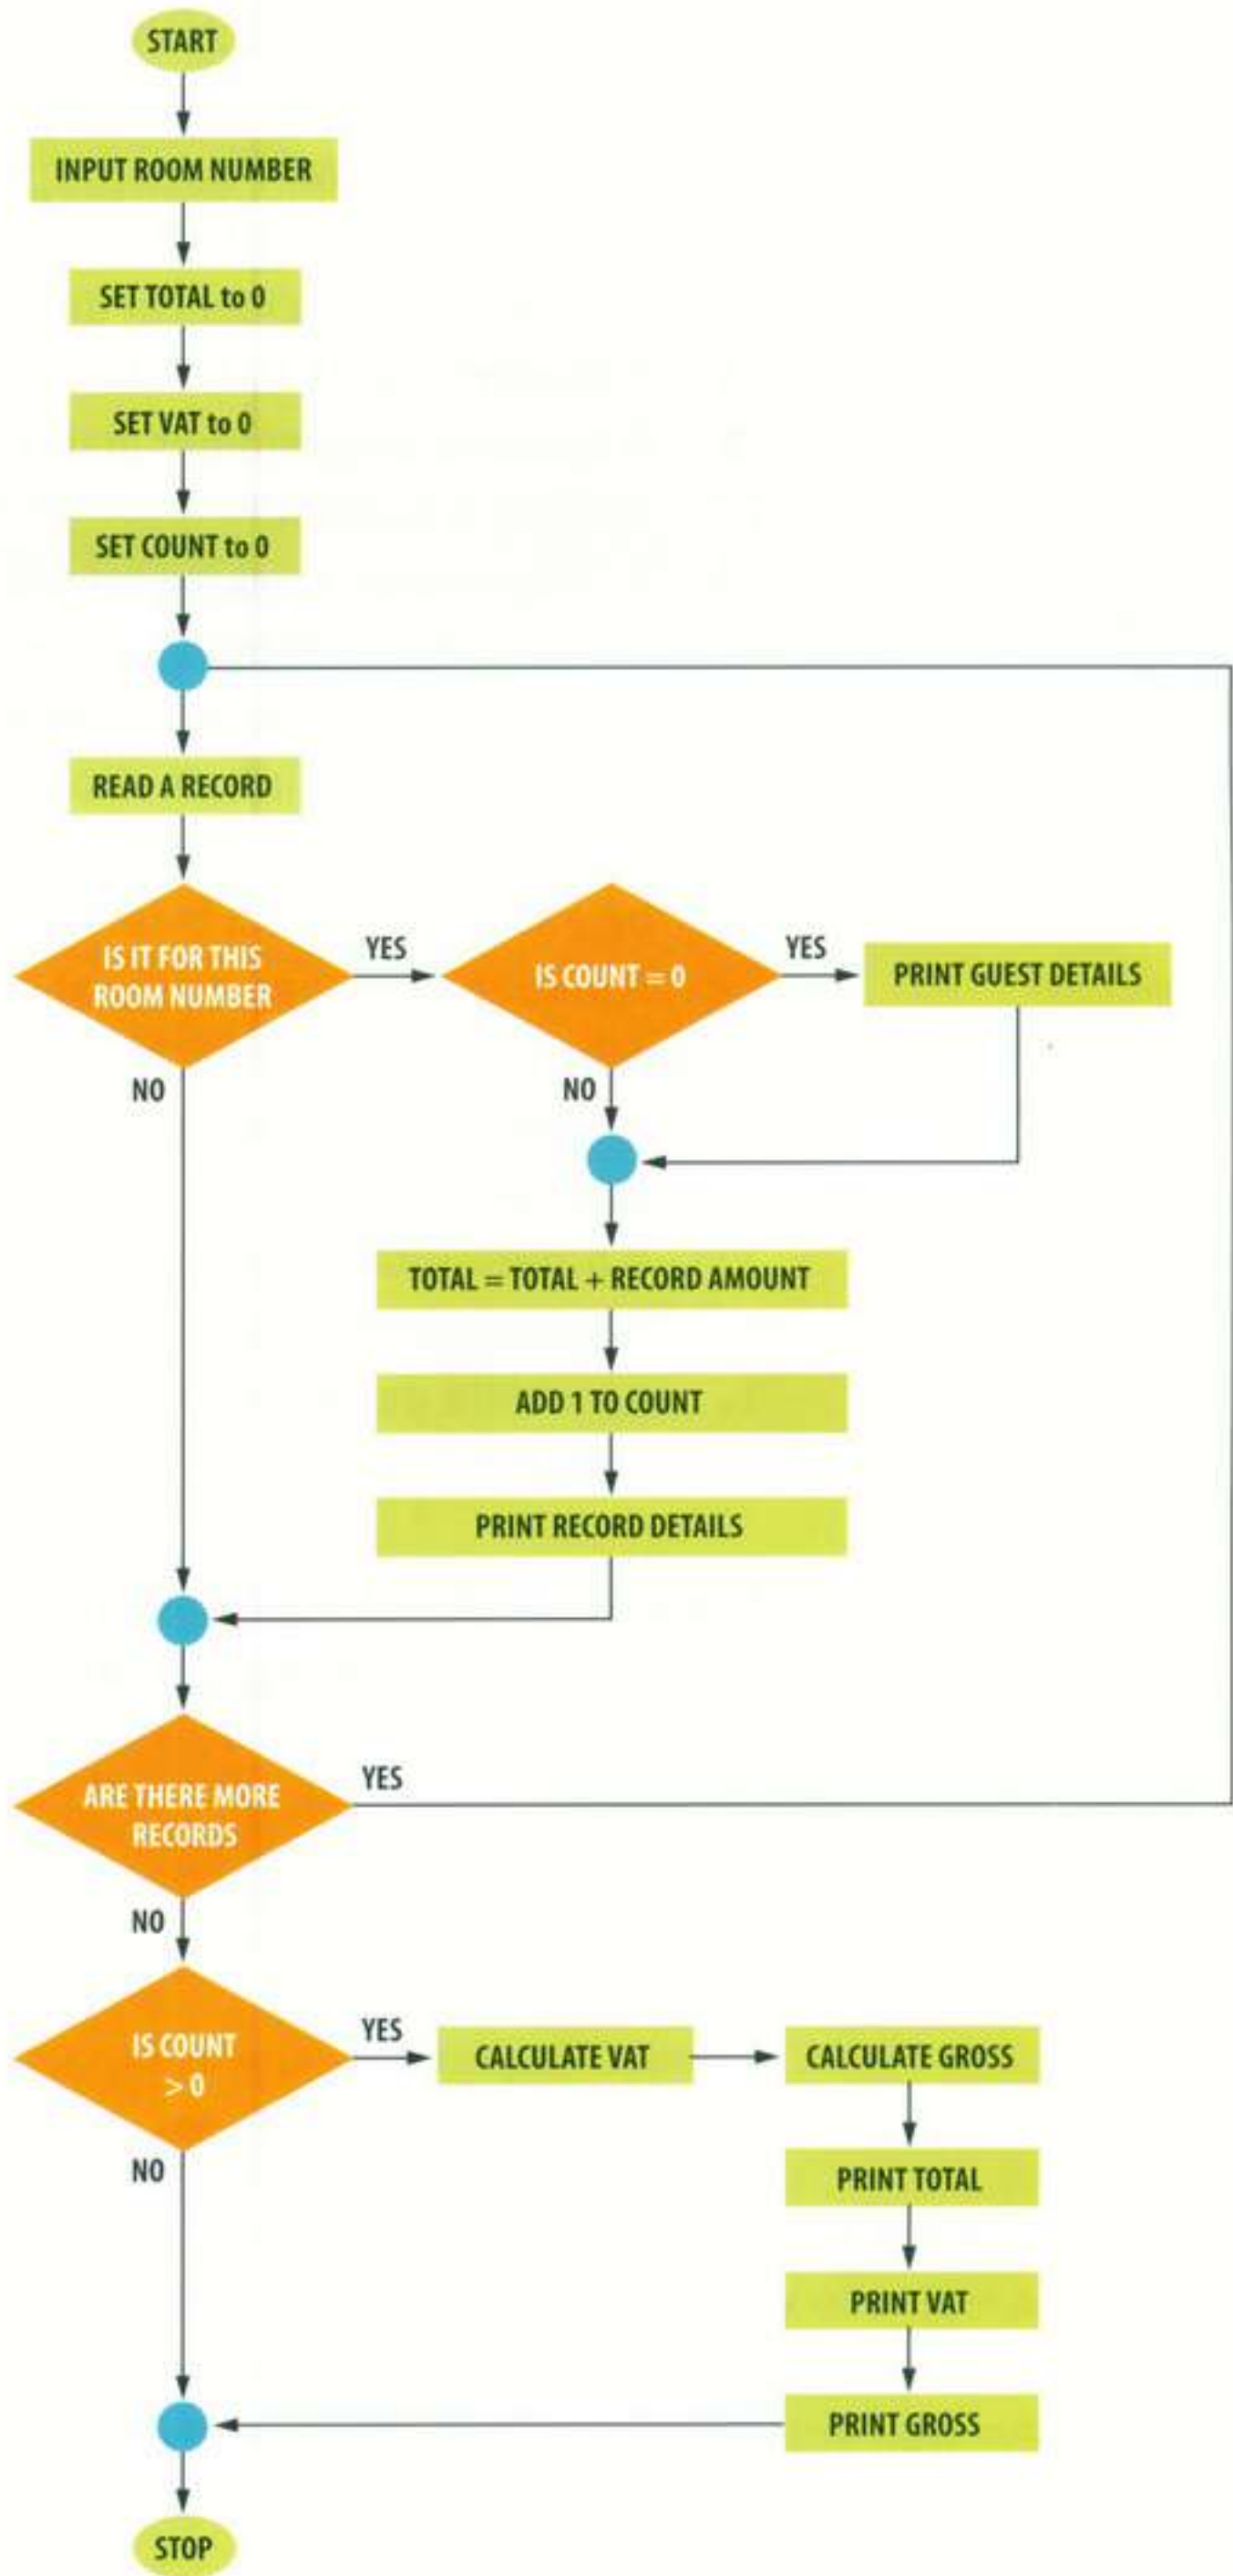 START
INPUT ROOM NUMBER
SET TOTAL to 0
SET VAT to 0
SET COUNT to 0
READ A RECORD
IS IT FOR THIS
ROOM NUMBER
YES
IS COUNT = 0
YES
PRINT GUEST DETAILS
NO
NO
TOTAL = TOTAL + RECORD AMOUNT
ADD 1 TO COUNT
PRINT RECORD DETAILS
ARE THERE MORE
RECORDS
YES
NO
IS COUNT
> 0
YES
CALCULATE VAT
CALCULATE GROSS
NO
PRINT TOTAL
PRINT VAT
PRINT GROSS
STOP